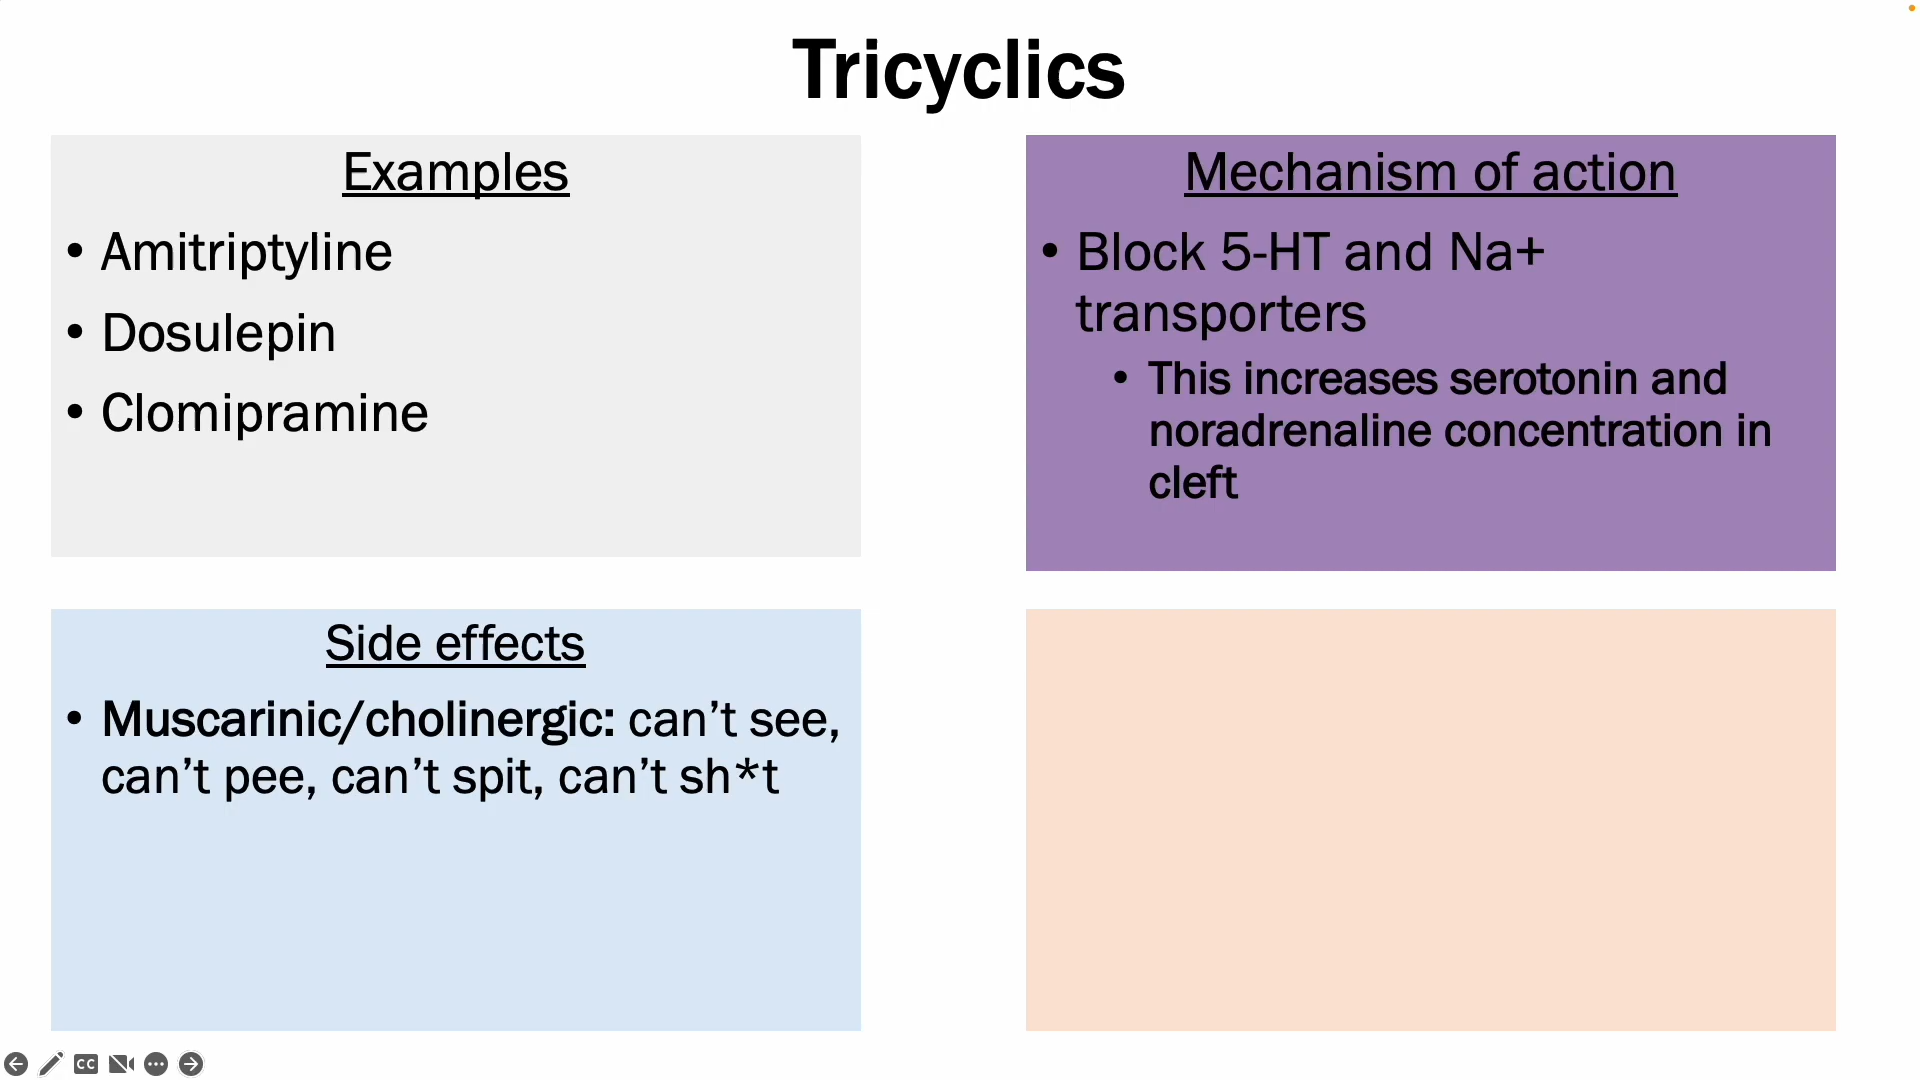 Tricyclics
Examples
• Amitriptyline
• Dosulepin
• Clomipramine
Mechanism of action
• Block 5-HT and Na+
transporters
• This increases serotonin and
noradrenaline concentration in
cleft
Side effects
• Muscarinic/cholinergic: can’t see,
can’t pee, can’t spit, can’t sh*t
CC